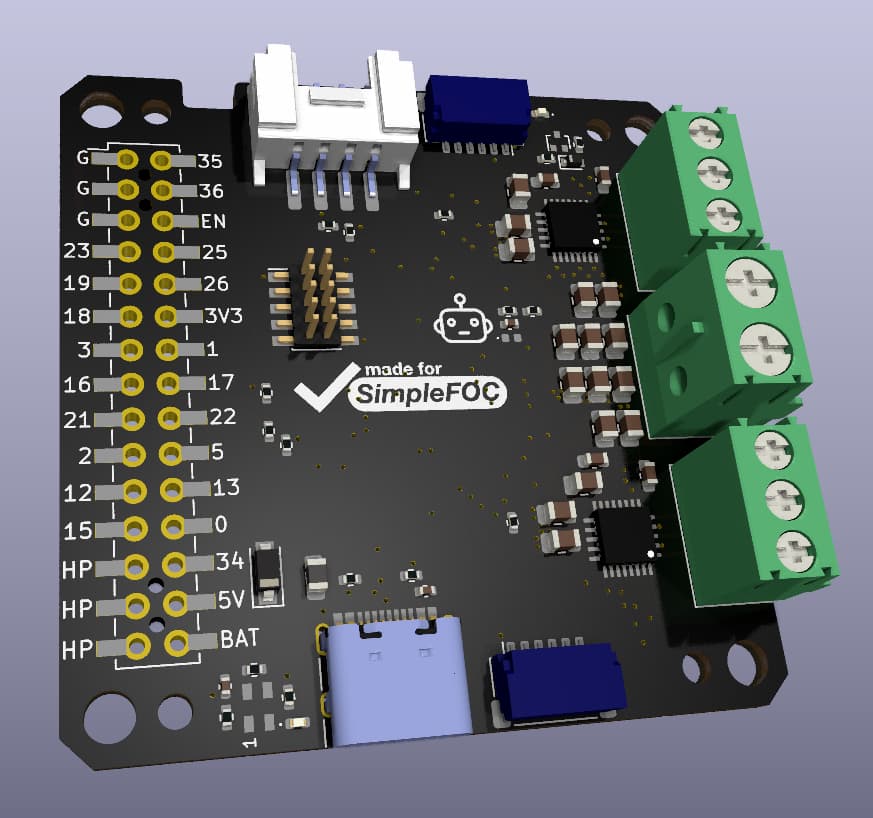 G 35
G 36
G EN
23 25
19 26
18 3V3
3 1
16 17
21 22
2 5
12 13
15 0
HP 34
HP 5V
HP BAT
made for
SimpleFOC
1